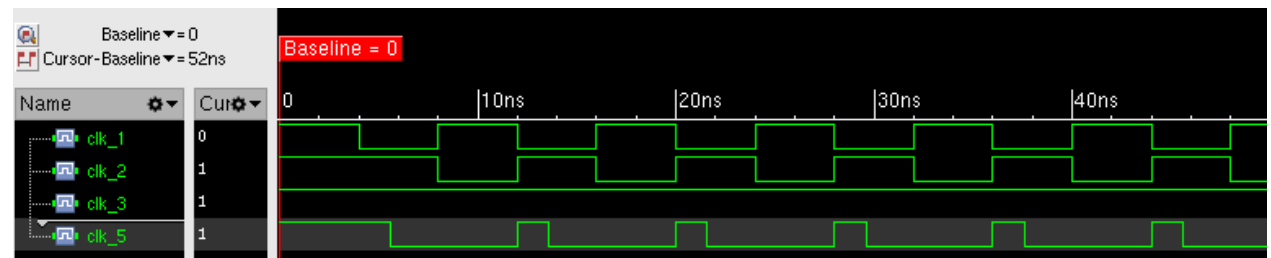 Baseline▼= 0
Cursor-Baseline▼= 52ns
Baseline = 0
Name Cur
0 10ns 20ns 30ns 40ns
clk_1 0
clk_2 1
clk_3 1
clk_5 1